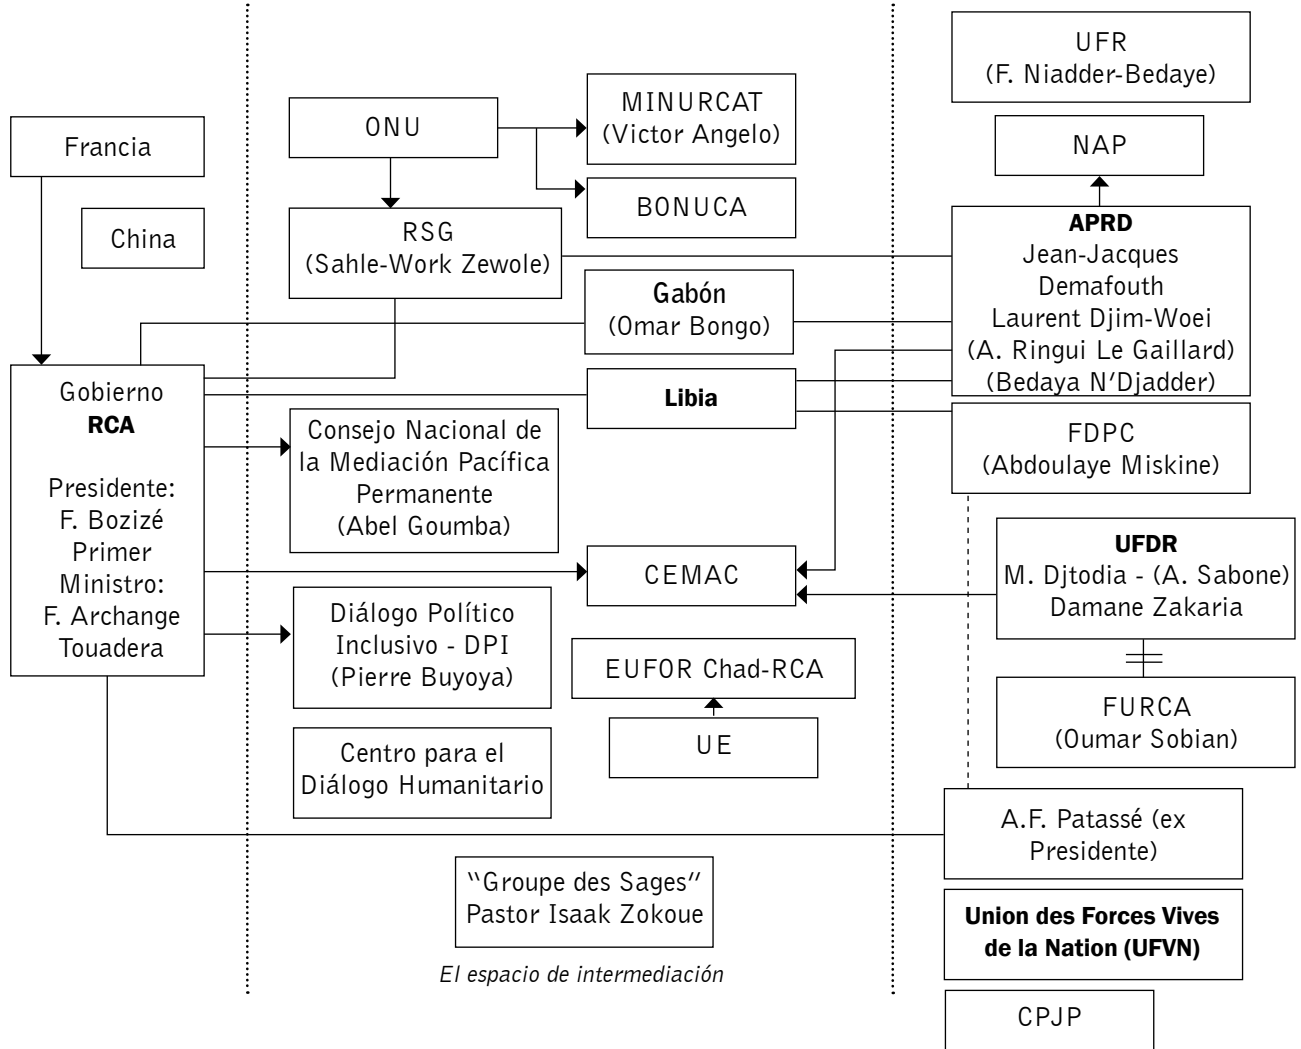 Francia
China
Gobierno
RCA
Presidente:
F. Bozizé
Primer
Ministro:
F. Archange
Touadera
ONU
MINURCAT
(Victor Angelo)
BONUCA
RSG
(Sahle-Work Zewole)
Gabón
(Omar Bongo)
Libia
Consejo Nacional de
la Mediación Pacífica
Permanente
(Abel Goumba)
CEMAC
Diálogo Político
Inclusivo - DPI
(Pierre Buyoya)
EUFOR Chad-RCA
UE
Centro para el
Diálogo Humanitario
"Groupe des Sages"
Pastor Isaak Zokoue
El espacio de intermediación
UFR
(F. Niadder-Bedaye)
NAP
APRD
Jean-Jacques
Demafouth
Laurent Djim-Woei
(A. Ringui Le Gaillard)
(Bedaya N'Djadder)
FDPC
(Abdoulaye Miskine)
UFDR
M. Djtodia - (A. Sabone)
Damane Zakaria
FURCA
(Oumar Sobian)
A.F. Patassé (ex
Presidente)
Union des Forces Vives
de la Nation (UFVN)
CPJP